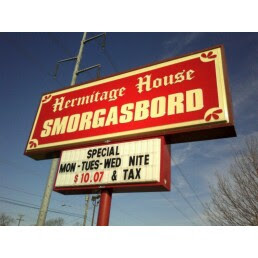 Hermitage House
SMORGASBORD
SPECIAL
MON-TUES-WED NITE
$10.07 & TAX